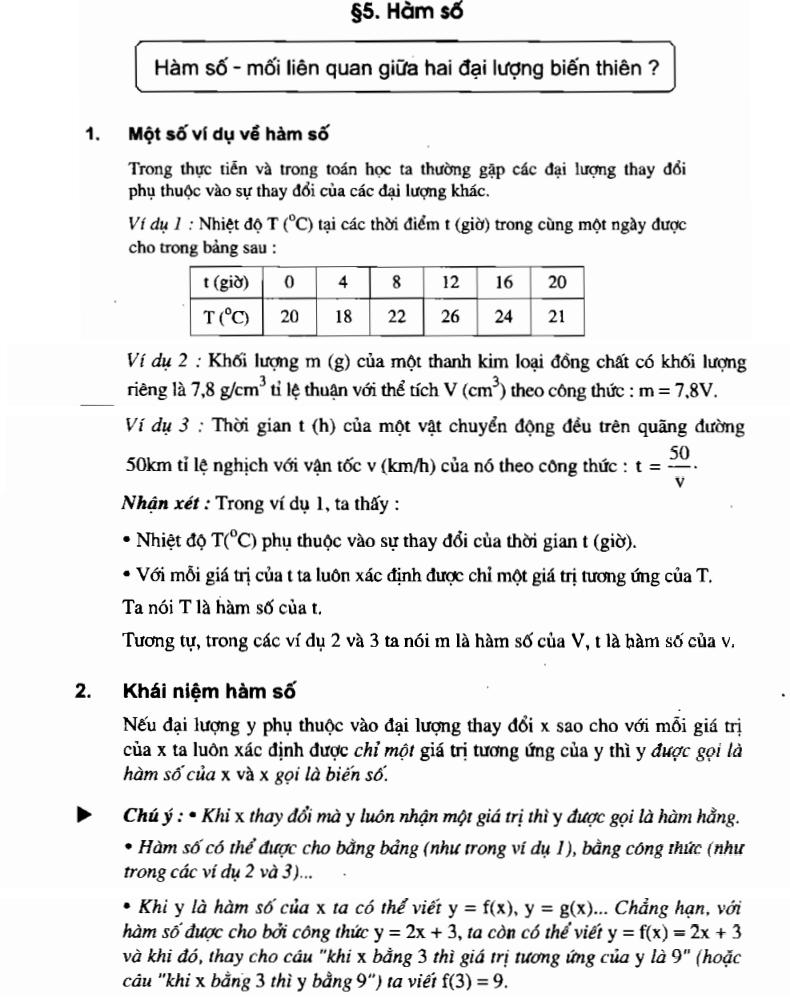 §5. Hàm số
Hàm số - mối liên quan giữa hai đại lượng biến thiên ?
1. Một số ví dụ về hàm số
Trong thực tiễn và trong toán học ta thường gặp các đại lượng thay đổi
phụ thuộc vào sự thay đổi của các đại lượng khác.
Ví dụ 1 : Nhiệt độ T (°C) tại các thời điểm t (giờ) trong cùng một ngày được
cho trong bảng sau :
t (giờ) 0 4 8 12 16 20
T (°C) 20 18 22 26 24 21
Ví dụ 2 : Khối lượng m (g) của một thanh kim loại đồng chất có khối lượng
riêng là 7,8 g/cm³ tỉ lệ thuận với thể tích V (cm³) theo công thức : m = 7,8V.
Ví dụ 3 : Thời gian t (h) của một vật chuyển động đều trên quãng đường
50km tỉ lệ nghịch với vận tốc v (km/h) của nó theo công thức : t = 50/v.
Nhận xét : Trong ví dụ 1, ta thấy :
• Nhiệt độ T(°C) phụ thuộc vào sự thay đổi của thời gian t (giờ).
• Với mỗi giá trị của t ta luôn xác định được chỉ một giá trị tương ứng của T.
Ta nói T là hàm số của t.
Tương tự, trong các ví dụ 2 và 3 ta nói m là hàm số của V, t là hàm số của v.
2. Khái niệm hàm số
Nếu đại lượng y phụ thuộc vào đại lượng thay đổi x sao cho với mỗi giá trị
của x ta luôn xác định được chỉ một giá trị tương ứng của y thì y được gọi là
hàm số của x và x gọi là biến số.
▶ Chú ý : • Khi x thay đổi mà y luôn nhận một giá trị thì y được gọi là hàm hằng.
• Hàm số có thể được cho bằng bảng (như trong ví dụ 1), bằng công thức (như
trong các ví dụ 2 và 3)...
• Khi y là hàm số của x ta có thể viết y = f(x), y = g(x)... Chẳng hạn, với
hàm số được cho bởi công thức y = 2x + 3, ta còn có thể viết y = f(x) = 2x + 3
và khi đó, thay cho câu "khi x bằng 3 thì giá trị tương ứng của y là 9" (hoặc
câu "khi x bằng 3 thì y bằng 9") ta viết f(3) = 9.